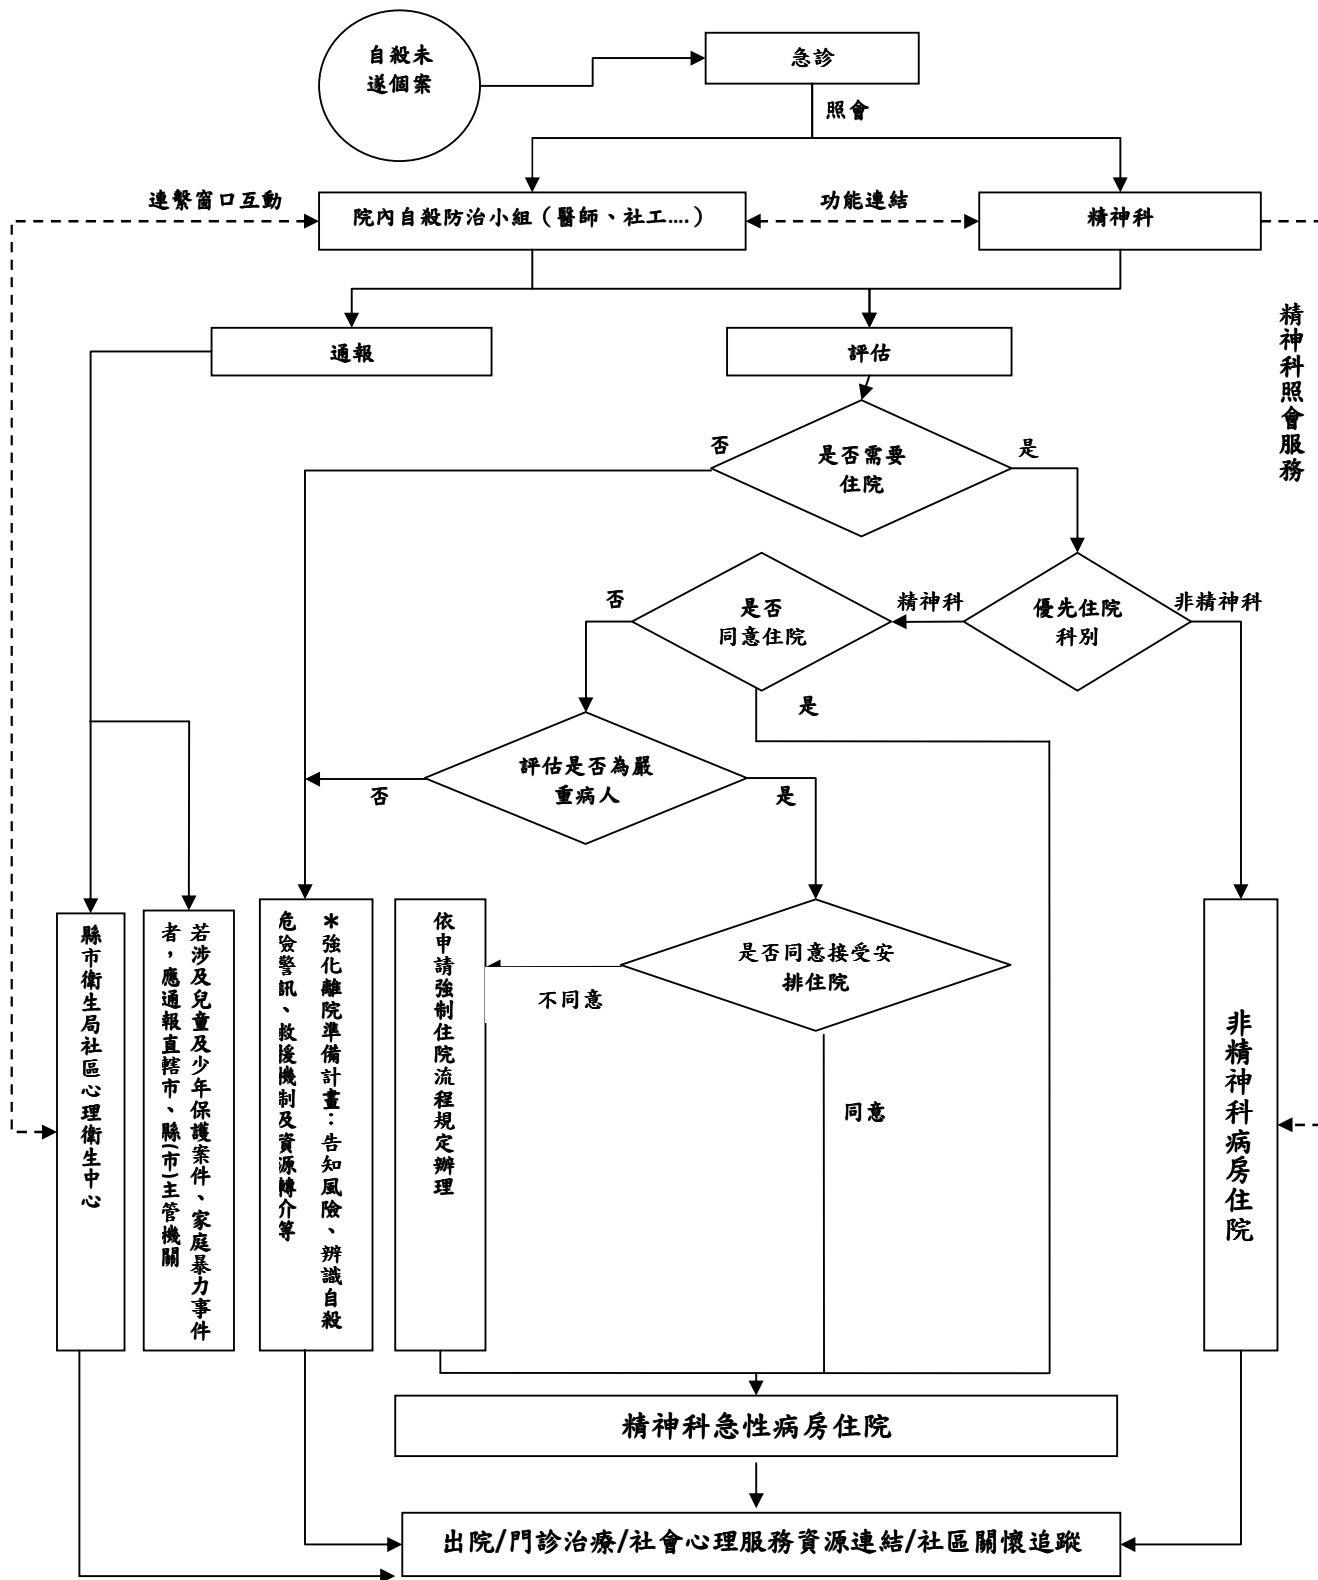 自殺未
遂個案
急診
照會
連繫窗口互動
院內自殺防治小組（醫師、社工....）
功能連結
精神科
精神科照會服務
通報
評估
否
是否需要
住院
是
否
是否
同意住院
精神科
優先住院
科別
非精神科
是
評估是否為嚴
重病人
否
是
縣市衛生局社區心理衛生中心
若涉及兒童及少年保護案件、家庭暴力事件
者，應通報直轄市、縣(市)主管機關
＊強化離院準備計畫：告知風險、辨識自殺
危險警訊、救援機制及資源轉介等
依申請強制住院流程規定辦理
是否同意接受安
排住院
不同意
同意
非精神科病房住院
精神科急性病房住院
出院/門診治療/社會心理服務資源連結/社區關懷追蹤